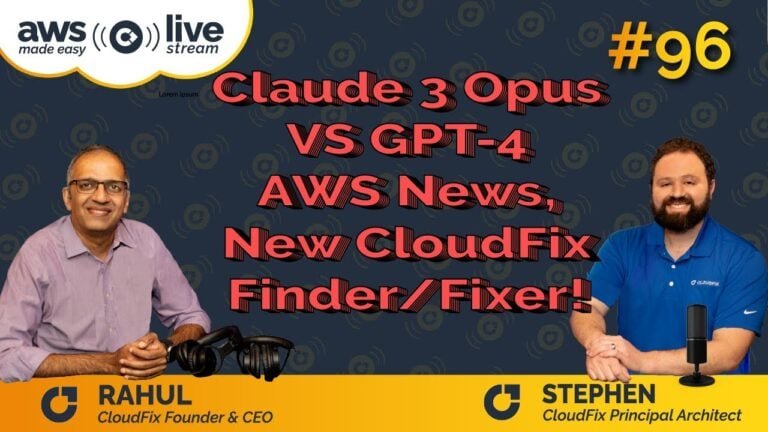 aws live
made easy stream
#96
Lorem ipsum
Claude 3 Opus
VS GPT-4
AWS News,
New CloudFix
Finder/Fixer!
CLOUDFIX
RAHUL
CloudFix Founder & CEO
STEPHEN
CloudFix Principal Architect